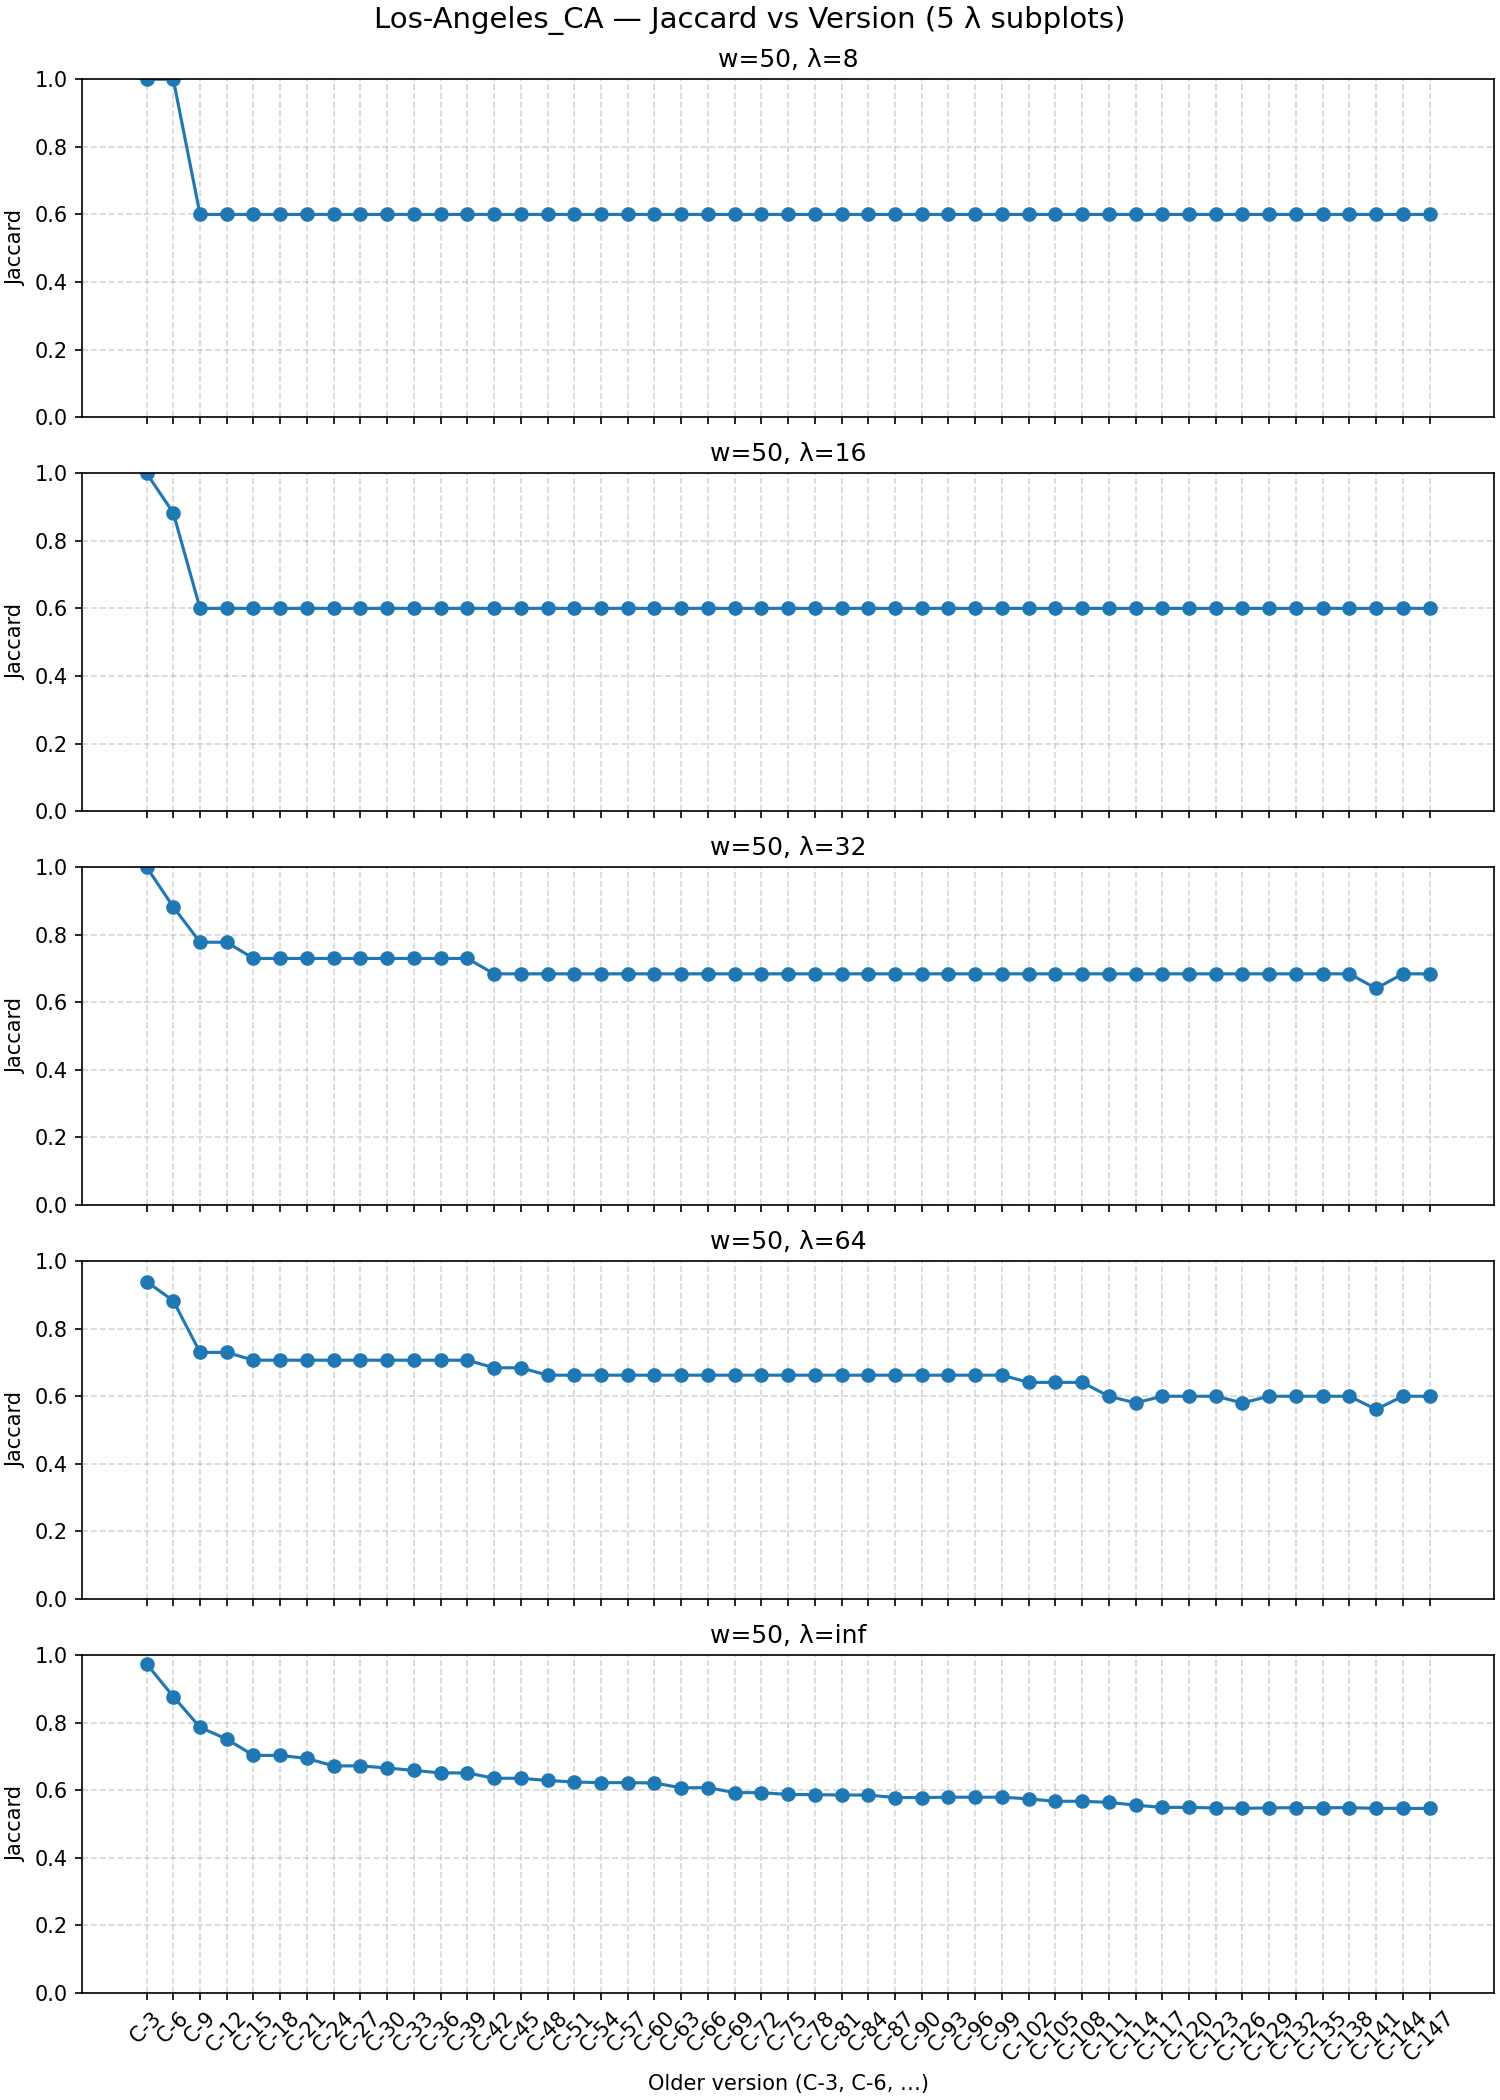 Los-Angeles_CA — Jaccard vs Version (5 λ subplots)
w=50, λ=8
1.0
0.8
0.6
0.4
0.2
0.0
Jaccard
w=50, λ=16
1.0
0.8
0.6
0.4
0.2
0.0
Jaccard
w=50, λ=32
1.0
0.8
0.6
0.4
0.2
0.0
Jaccard
w=50, λ=64
1.0
0.8
0.6
0.4
0.2
0.0
Jaccard
w=50, λ=inf
1.0
0.8
0.6
0.4
0.2
0.0
Jaccard
C-3 C-6 C-9 C-12 C-15 C-18 C-21 C-24 C-27 C-30 C-33 C-36 C-39 C-42 C-45 C-48 C-51 C-54 C-57 C-60 C-63 C-66 C-69 C-72 C-75 C-78 C-81 C-84 C-87 C-90 C-93 C-96 C-99 C-102 C-105 C-108 C-111 C-114 C-117 C-120 C-123 C-126 C-129 C-132 C-135 C-138 C-141 C-144 C-147
Older version (C-3, C-6, ...)